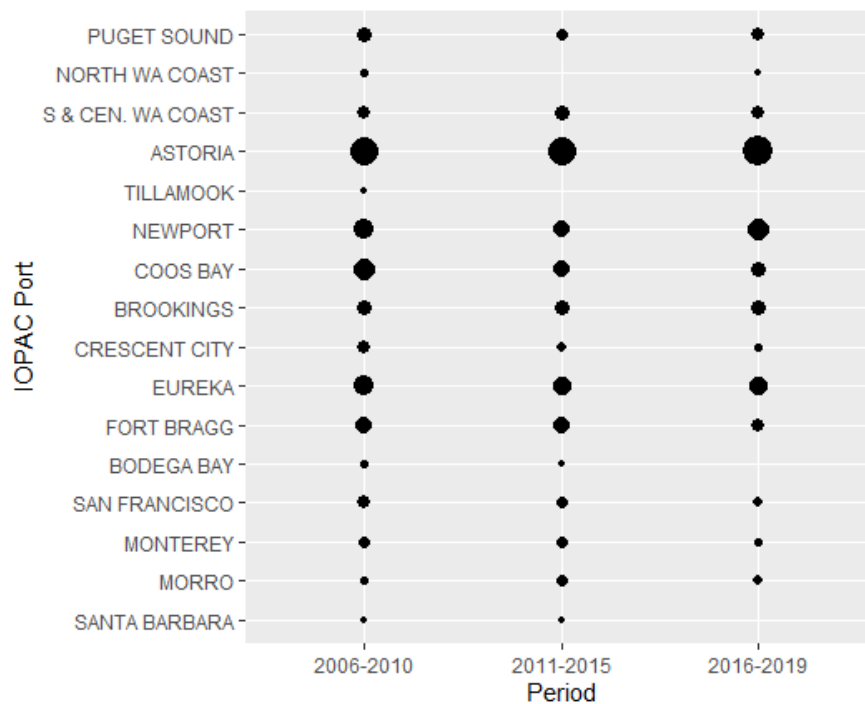 PUGET SOUND
NORTH WA COAST
S & CEN. WA COAST
ASTORIA
TILLAMOOK
NEWPORT
COOS BAY
BROOKINGS
CRESCENT CITY
EUREKA
FORT BRAGG
BODEGA BAY
SAN FRANCISCO
MONTEREY
MORRO
SANTA BARBARA
IOPAC Port
2006-2010 2011-2015 2016-2019
Period